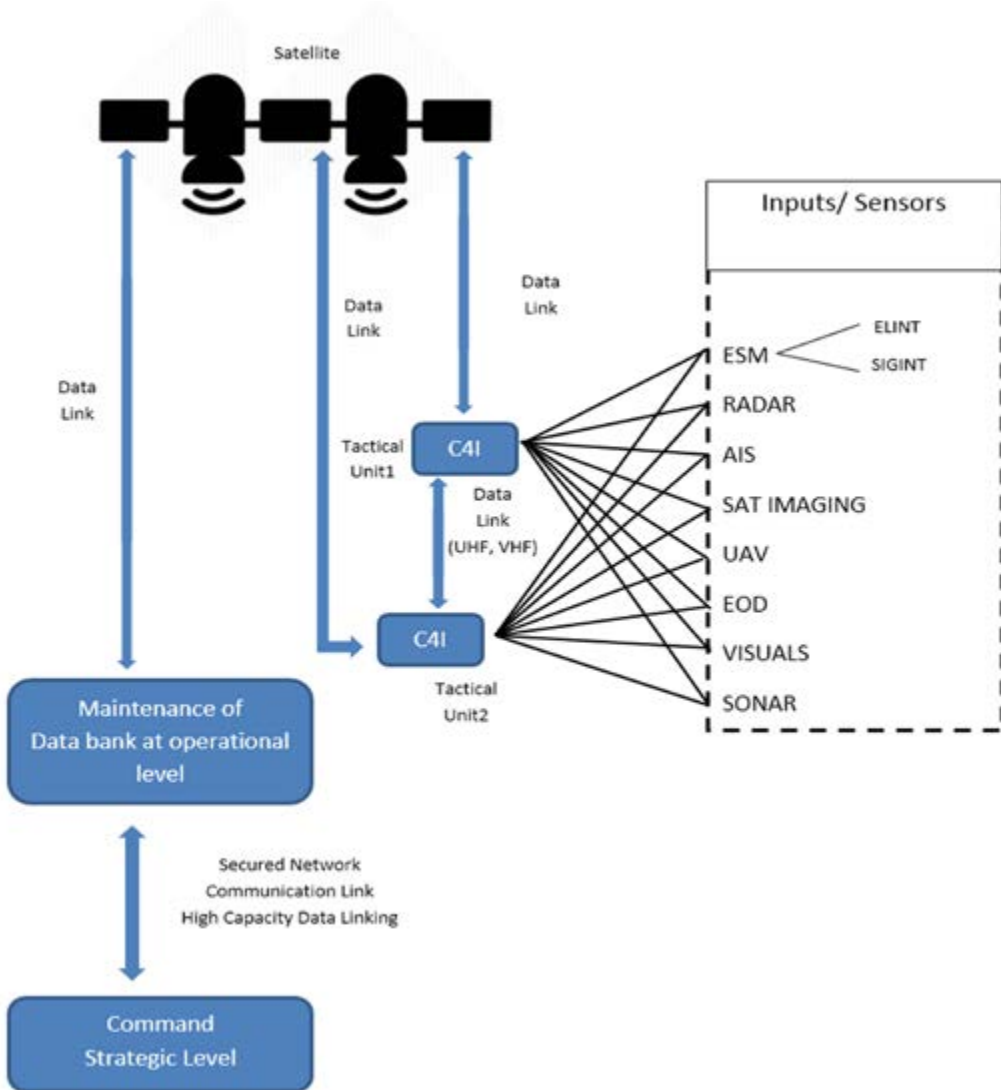 Satellite
Data
Link
Data
Link
Data
Link
Inputs/ Sensors
ESM
ELINT
SIGINT
RADAR
AIS
SAT IMAGING
UAV
EOD
VISUALS
SONAR
Tactical
Unit1
C4I
Data
Link
(UHF, VHF)
C4I
Tactical
Unit2
Maintenance of
Data bank at operational
level
Secured Network
Communication Link
High Capacity Data Linking
Command
Strategic Level